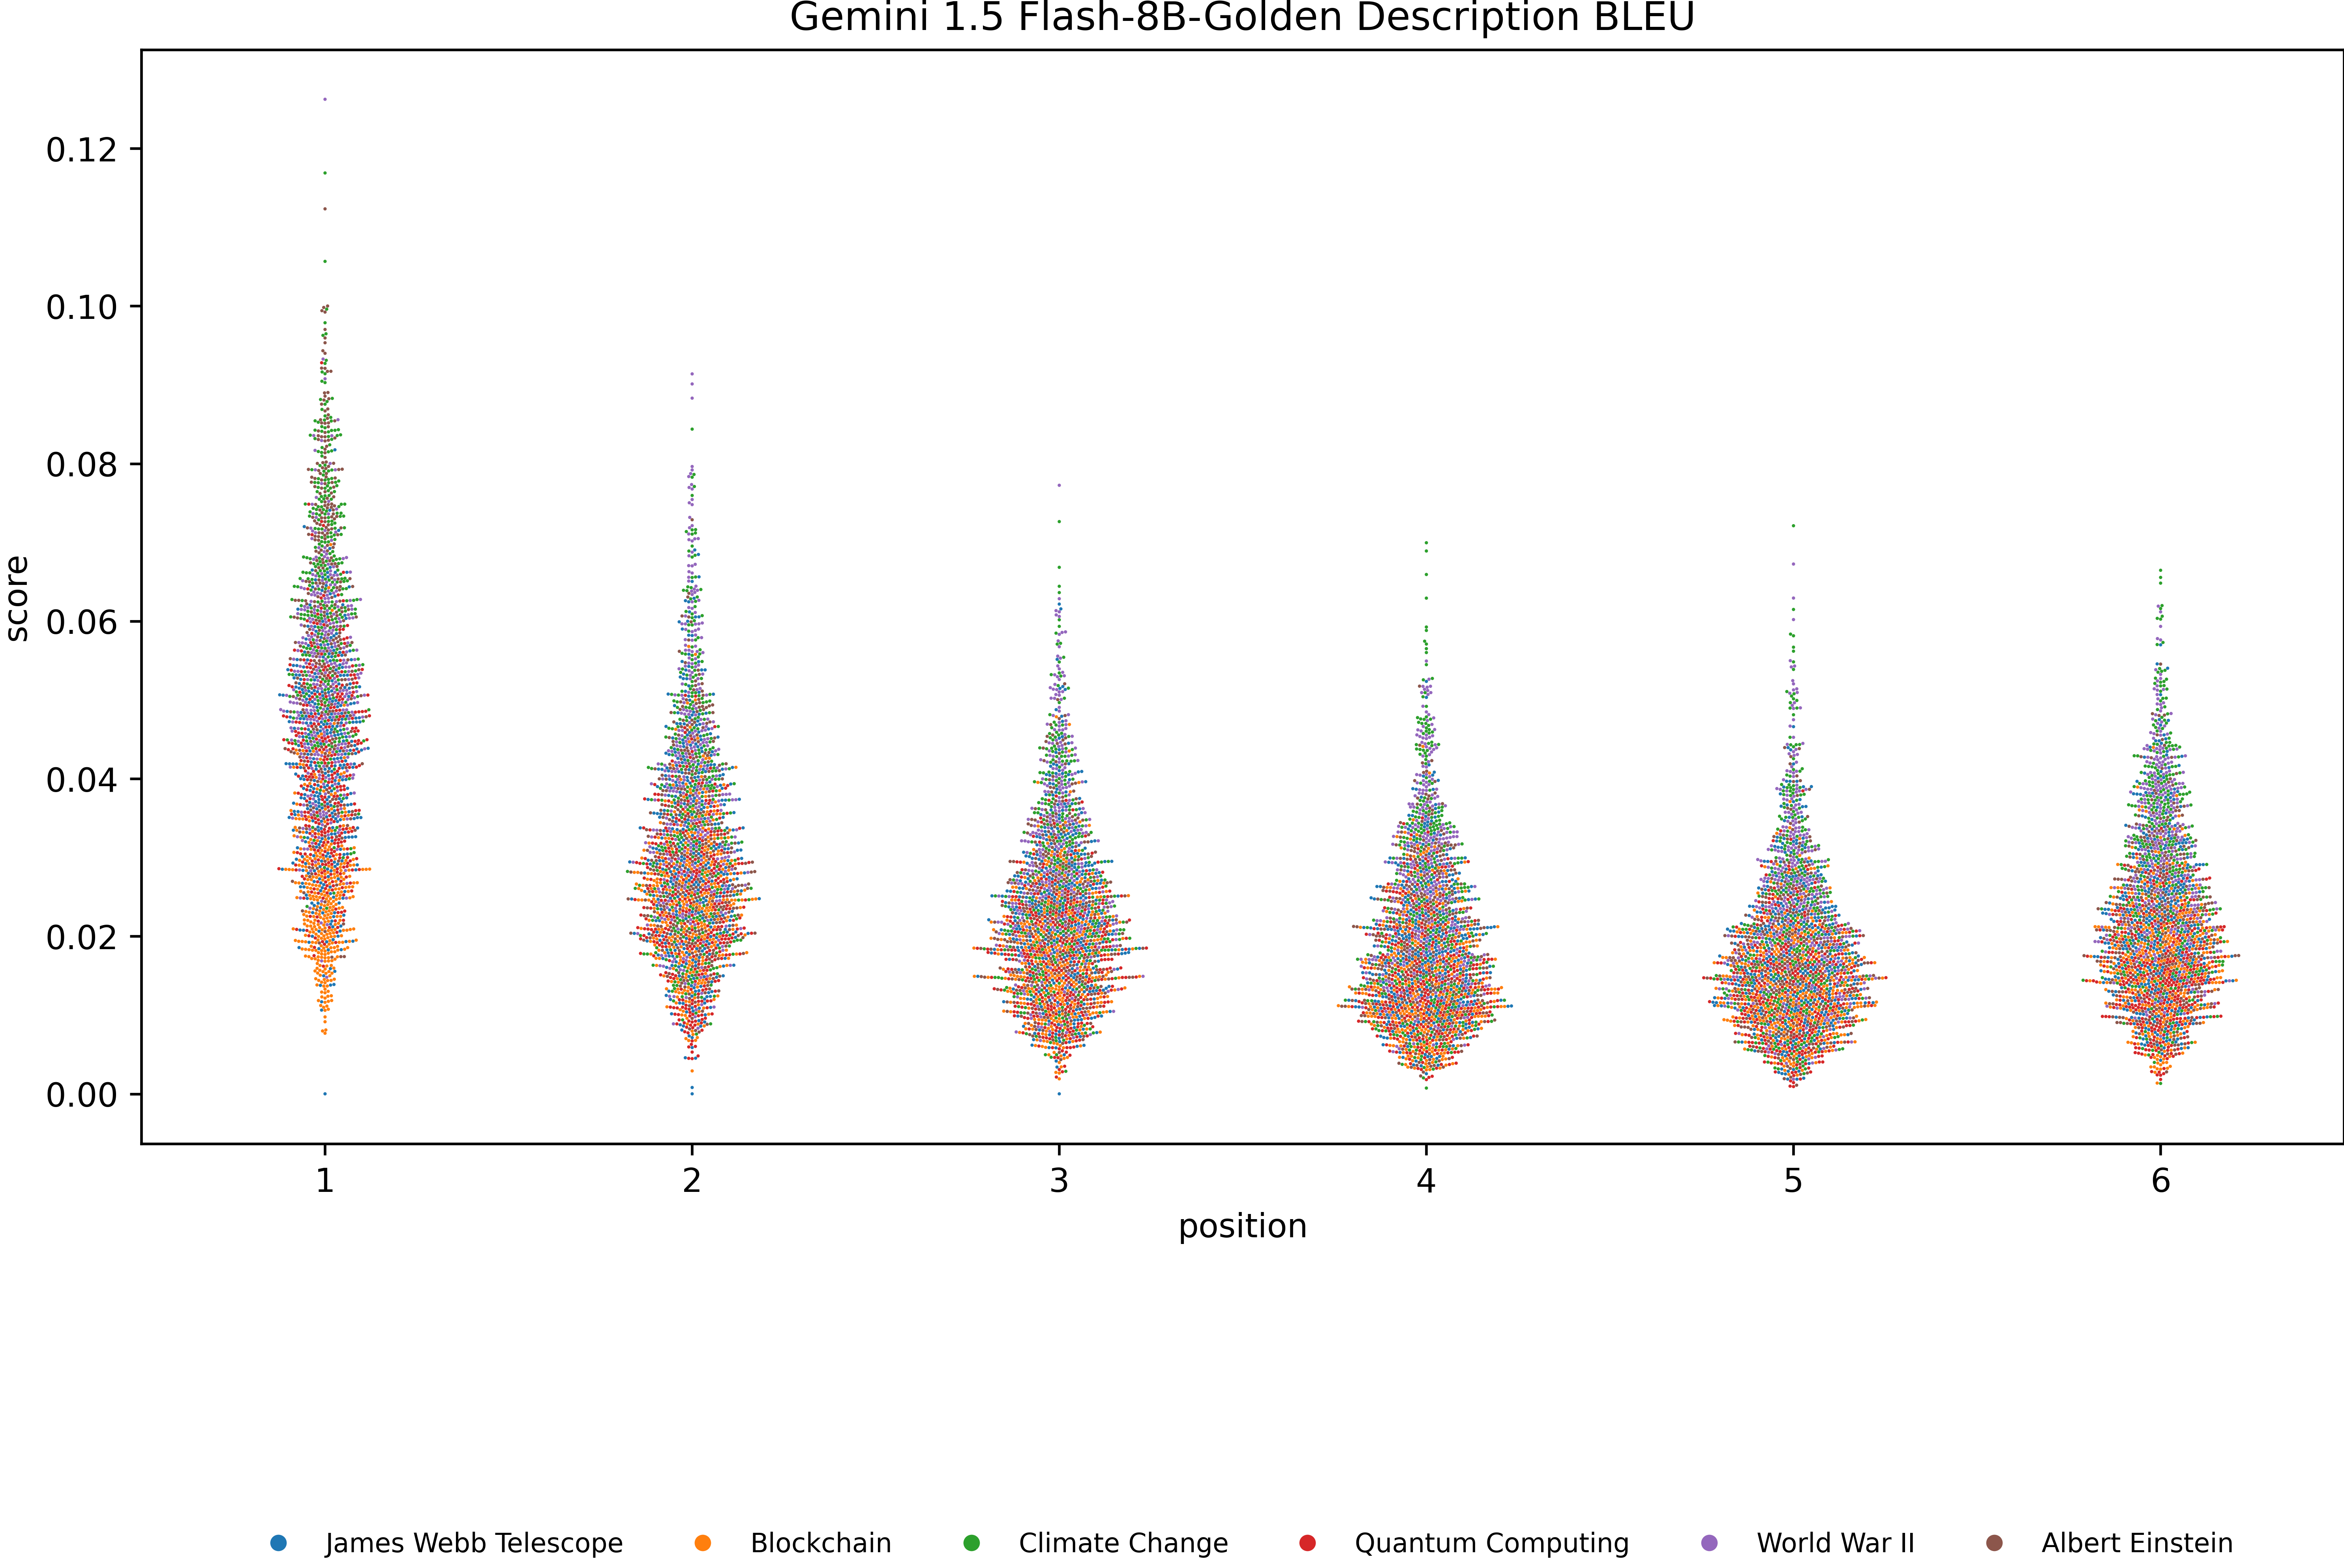 Gemini 1.5 Flash-8B-Golden Description BLEU
0.12
0.10
0.08
0.06
0.04
0.02
0.00
score
1 2 3 4 5 6
position
James Webb Telescope Blockchain Climate Change Quantum Computing World War II Albert Einstein